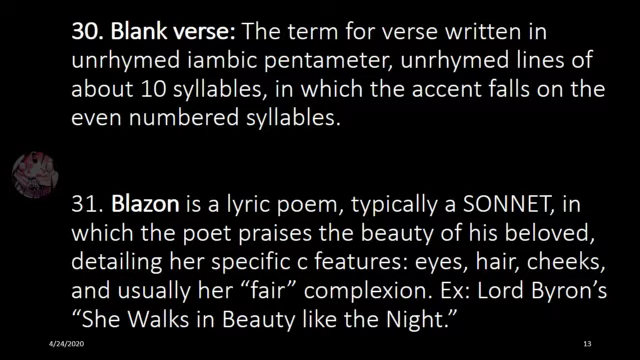 30. Blank verse: The term for verse written in
unrhymed iambic pentameter, unrhymed lines of
about 10 syllables, in which the accent falls on the
even numbered syllables.
31. Blazon is a lyric poem, typically a SONNET, in
which the poet praises the beauty of his beloved,
detailing her specific c features: eyes, hair, cheeks,
and usually her “fair” complexion. Ex: Lord Byron’s
“She Walks in Beauty like the Night.”
4/24/2020
13